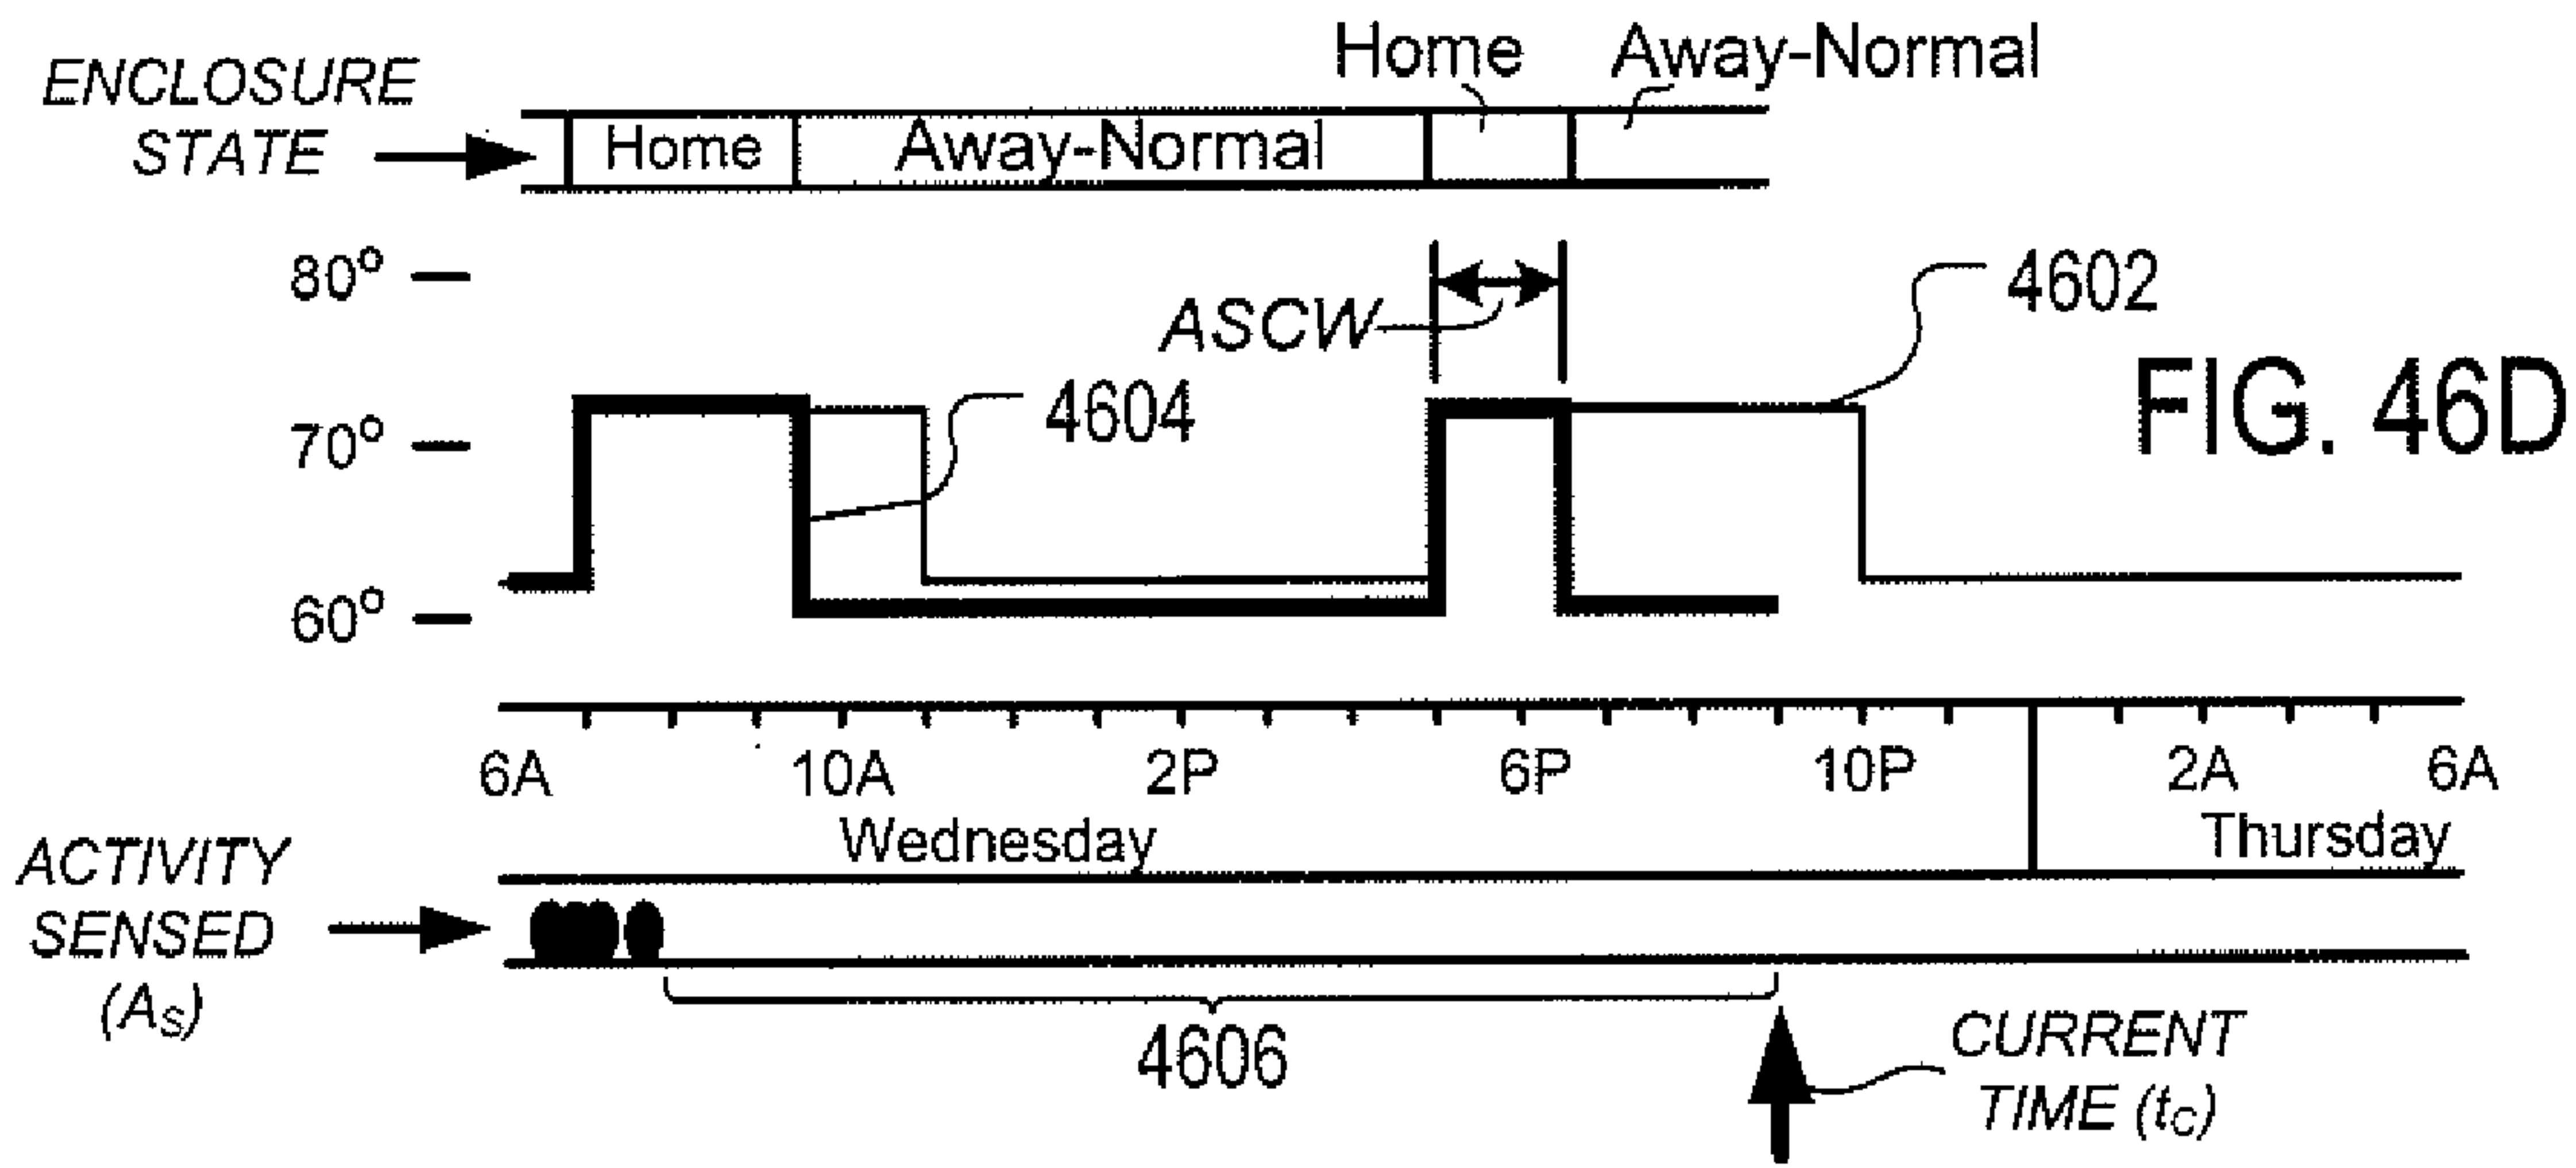 Home Away-Normal
ENCLOSURE
STATE
Home Away-Normal
80°
ASCW
4602
4604
70°
FIG. 46D
60°
6A 10A 2P 6P 10P 2A 6A
Wednesday Thursday
ACTIVITY
SENSED
(As)
4606
CURRENT
TIME (tC)